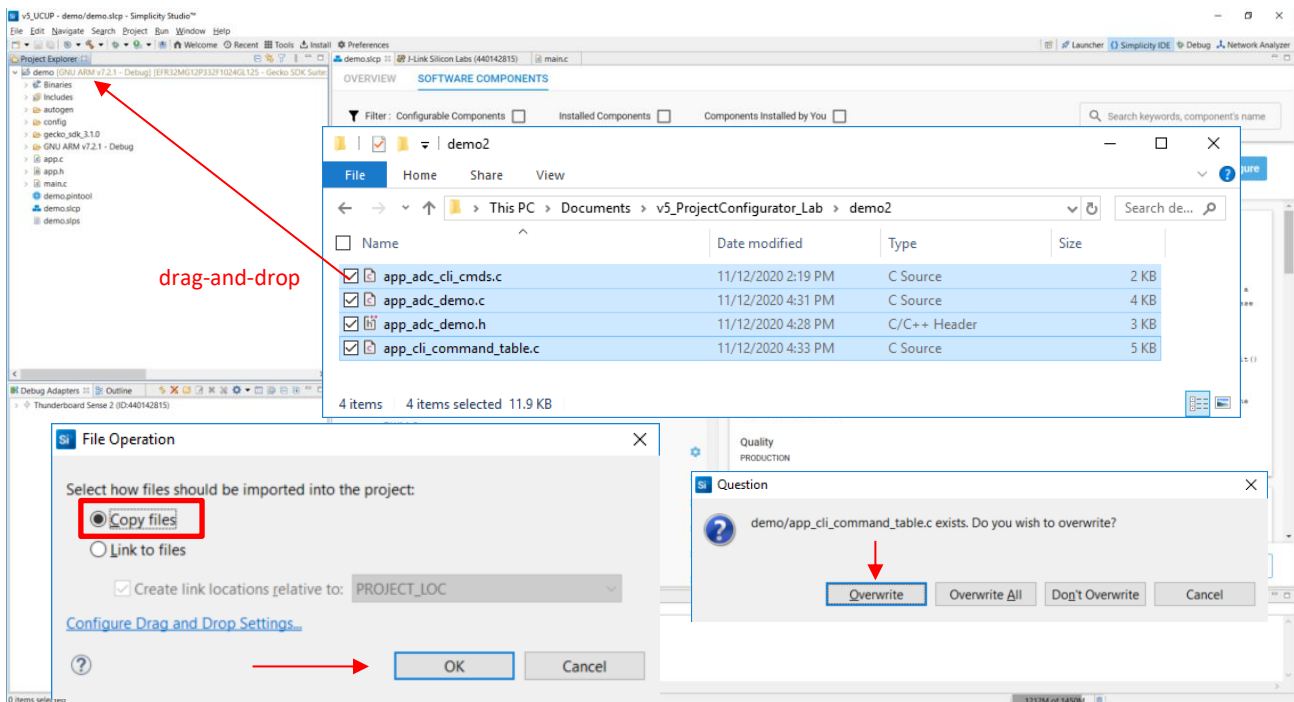 v5_UCUP - demo/demo.slcp - Simplicity Studio™
File Edit Navigate Search Project Run Window Help
Welcome Recent Tools Install Preferences
Launcher Simplicity IDE Debug Network Analyzer
Project Explorer
demo.slcp J-Link Silicon Labs (440142815) main.c
demo [GNU ARM v7.2.1 - Debug] [EFR32MG12P332F1024GL125 - Gecko SDK Suite:
Binaries
Includes
autogen
config
gecko_sdk_3.1.0
GNU ARM v7.2.1 - Debug
app.c
app.h
main.c
demo.pintool
demo.slcp
demo.slps
OVERVIEW SOFTWARE COMPONENTS
Filter : Configurable Components Installed Components Components Installed by You
Search keywords, component's name
drag-and-drop
demo2
File Home Share View
This PC > Documents > v5_ProjectConfigurator_Lab > demo2
Search de...
Name Date modified Type Size
app_adc_cli_cmds.c 11/12/2020 2:19 PM C Source 2 KB
app_adc_demo.c 11/12/2020 4:31 PM C Source 4 KB
app_adc_demo.h 11/12/2020 4:28 PM C/C++ Header 3 KB
app_cli_command_table.c 11/12/2020 4:33 PM C Source 5 KB
4 items 4 items selected 11.9 KB
Debug Adapters Outline
Thunderboard Sense 2 (ID:440142815)
File Operation
Select how files should be imported into the project:
Copy files
Link to files
Create link locations relative to: PROJECT_LOC
Configure Drag and Drop Settings...
OK Cancel
Quality
PRODUCTION
Question
demo/app_cli_command_table.c exists. Do you wish to overwrite?
Overwrite Overwrite All Don't Overwrite Cancel
0 items selected
1212M of 1450M